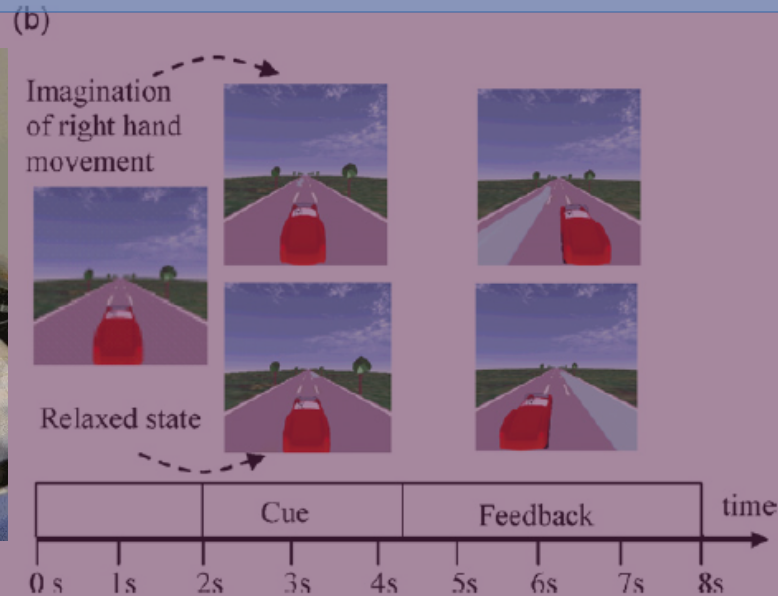 (b)
Imagination
of right hand
movement
Relaxed state
Cue
Feedback
time
0 s
1s
2s
3s
4s
5s
6s
7s
8s